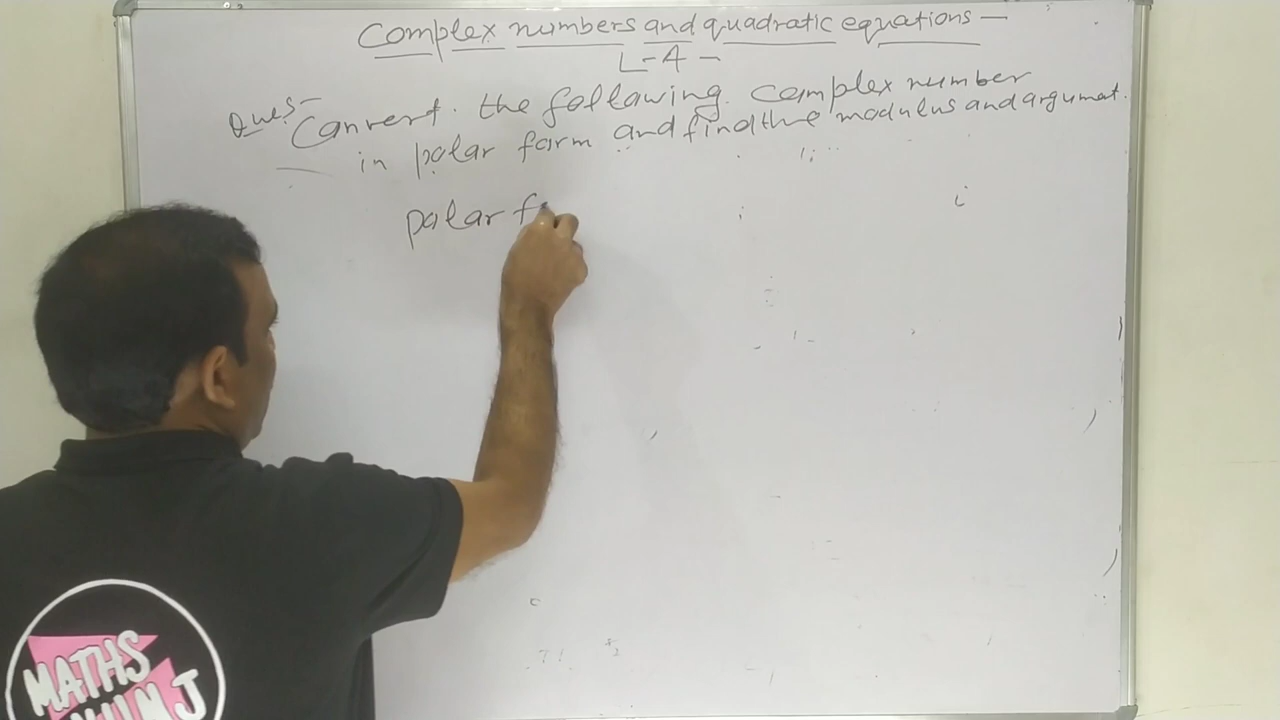 Complex numbers and quadratic equations -
L-4 -
Ques- Convert the following complex number
in polar form and find the modulus and argumat.
polar f
i
MATHS